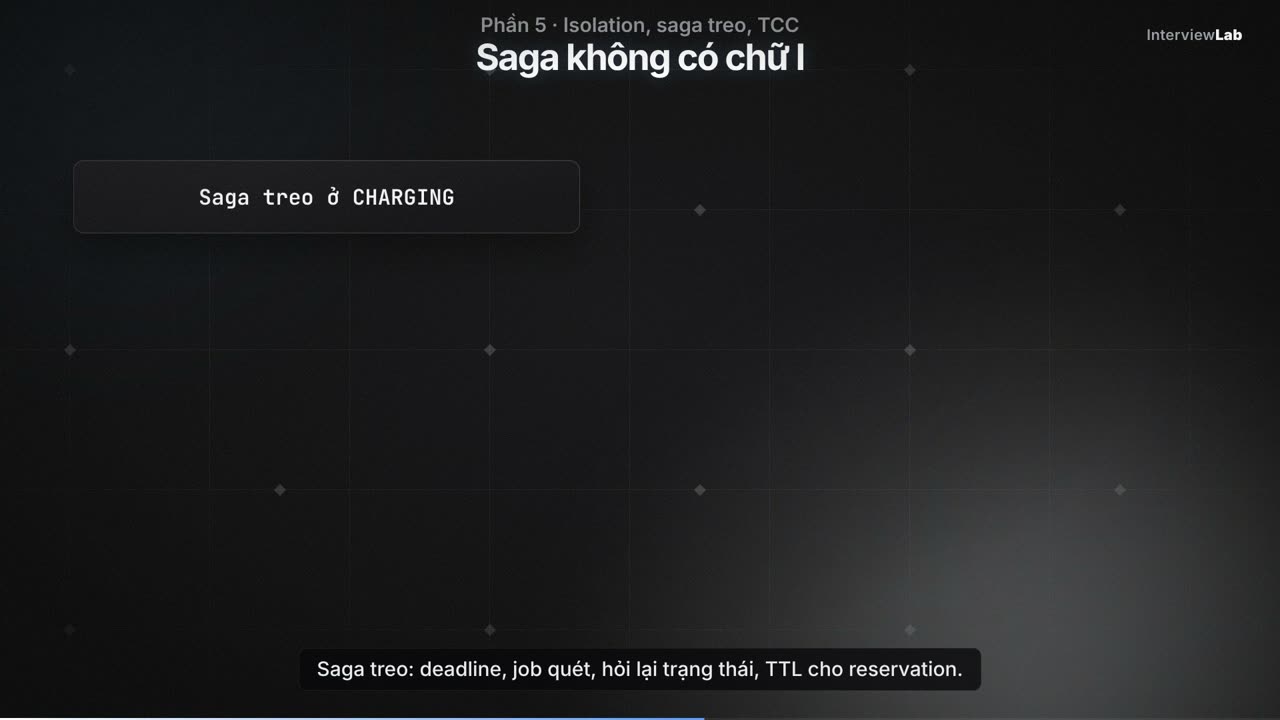 Phần 5 · Isolation, saga treo, TCC
Saga không có chữ I
InterviewLab
Saga treo ở CHARGING
Saga treo: deadline, job quét, hỏi lại trạng thái, TTL cho reservation.